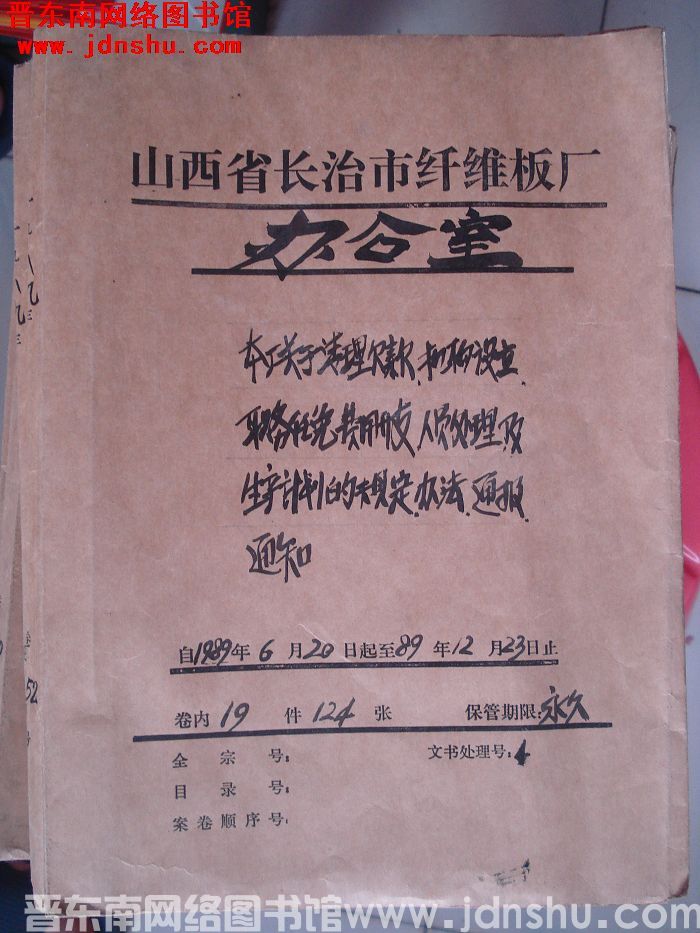 晋东南网络图书馆
www.jdnshu.com
山西省长治市纤维板厂
办公室
本厂关于清理欠款、机构设立、
职务任免、费用开支、人员处理及
生产计划的规定、办法、通报、
通知
自1989年6月20日起至89年12月23日止
卷内19件124张 保管期限:永久
全宗号: 文书处理号:4
目录号:
案卷顺序号:
52
晋东南网络图书馆www.jdnshu.com